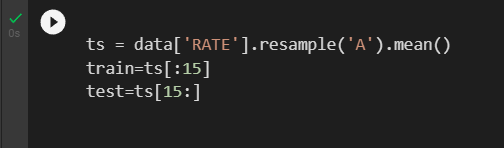 0s
ts = data['RATE'].resample('A').mean()
train=ts[:15]
test=ts[15:]